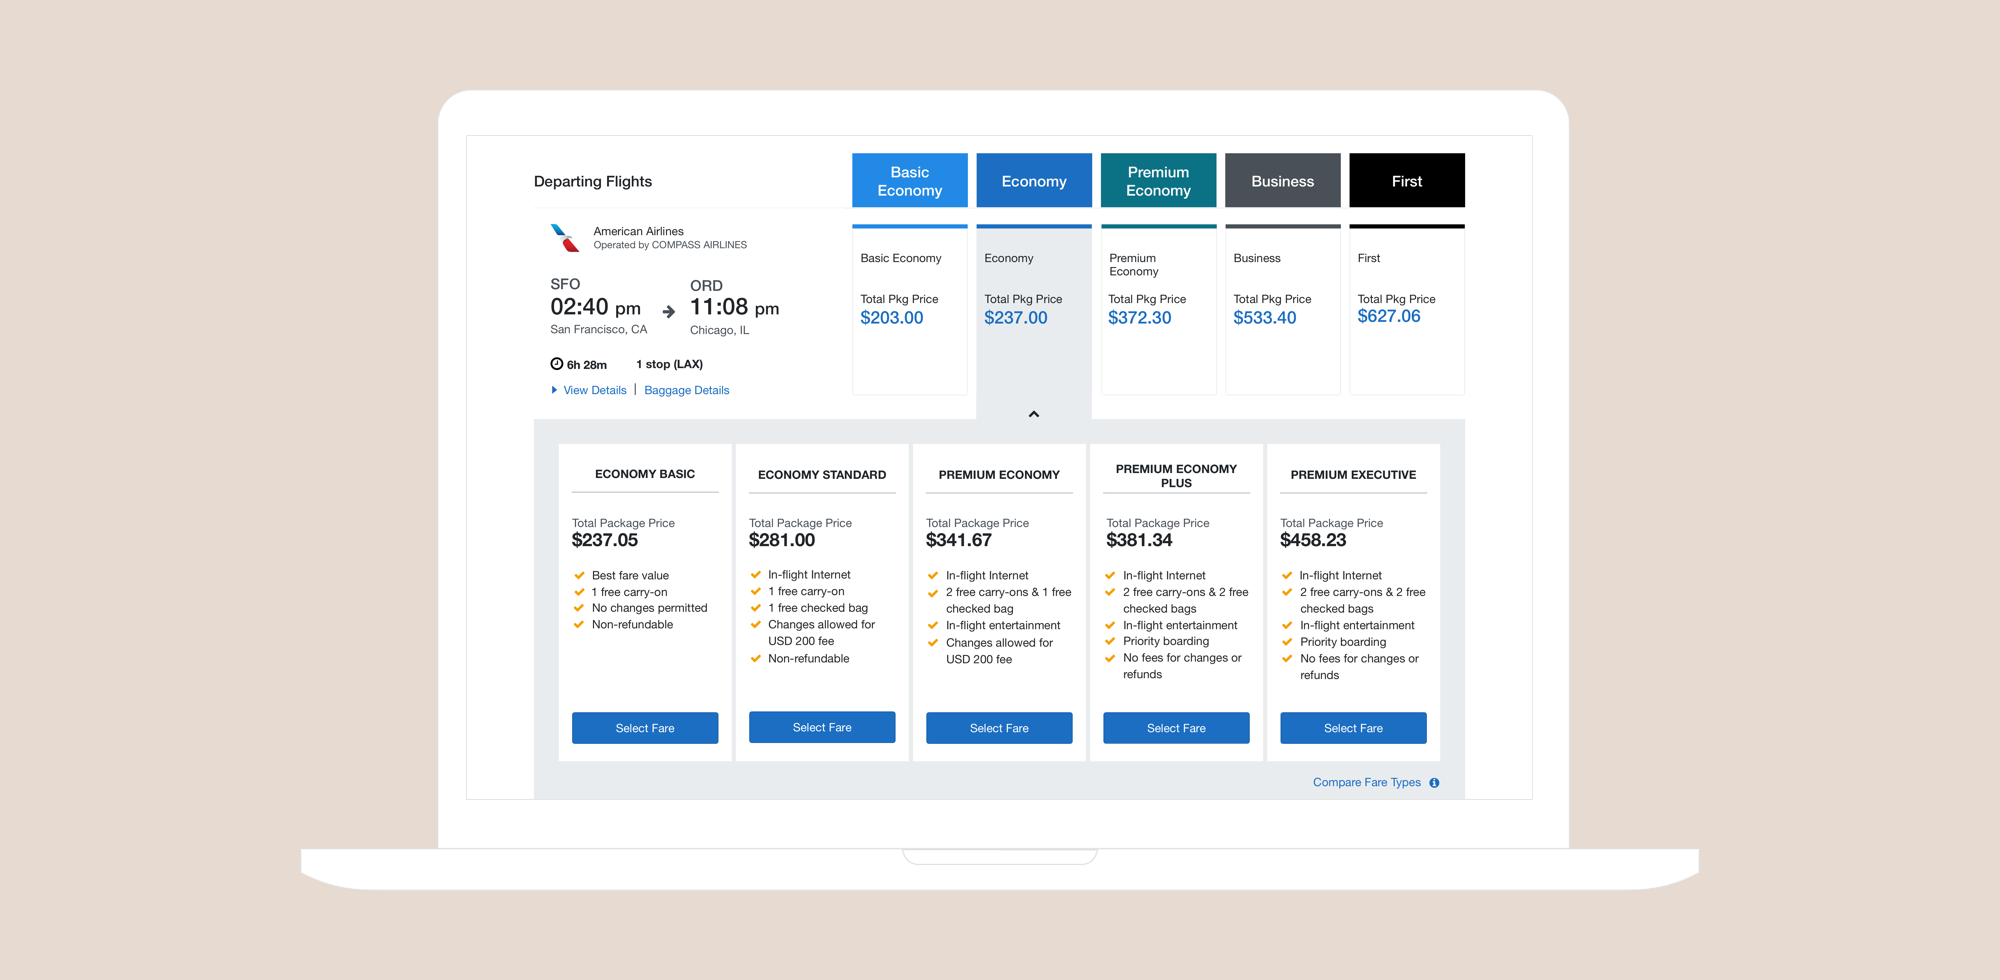 Departing Flights
Basic
Economy
Economy
Premium
Economy
Business
First
American Airlines
Operated by COMPASS AIRLINES
SFO
02:40 pm
San Francisco, CA
ORD
11:08 pm
Chicago, IL
6h 28m
1 stop (LAX)
View Details | Baggage Details
Basic Economy
Total Pkg Price
$203.00
Economy
Total Pkg Price
$237.00
Premium
Economy
Total Pkg Price
$372.30
Business
Total Pkg Price
$533.40
First
Total Pkg Price
$627.06
ECONOMY BASIC
Total Package Price
$237.05
Best fare value
1 free carry-on
No changes permitted
Non-refundable
Select Fare
ECONOMY STANDARD
Total Package Price
$281.00
In-flight Internet
1 free carry-on
1 free checked bag
Changes allowed for
USD 200 fee
Non-refundable
Select Fare
PREMIUM ECONOMY
Total Package Price
$341.67
In-flight Internet
2 free carry-ons & 1 free
checked bag
In-flight entertainment
Changes allowed for
USD 200 fee
Select Fare
PREMIUM ECONOMY
PLUS
Total Package Price
$381.34
In-flight Internet
2 free carry-ons & 2 free
checked bags
In-flight entertainment
Priority boarding
No fees for changes or
refunds
Select Fare
PREMIUM EXECUTIVE
Total Package Price
$458.23
In-flight Internet
2 free carry-ons & 2 free
checked bags
In-flight entertainment
Priority boarding
No fees for changes or
refunds
Select Fare
Compare Fare Types